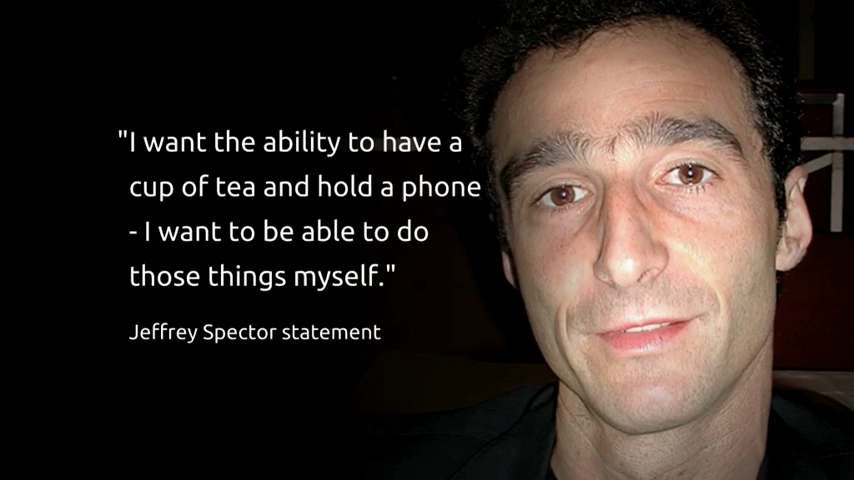 "I want the ability to have a
cup of tea and hold a phone
- I want to be able to do
those things myself."
Jeffrey Spector statement